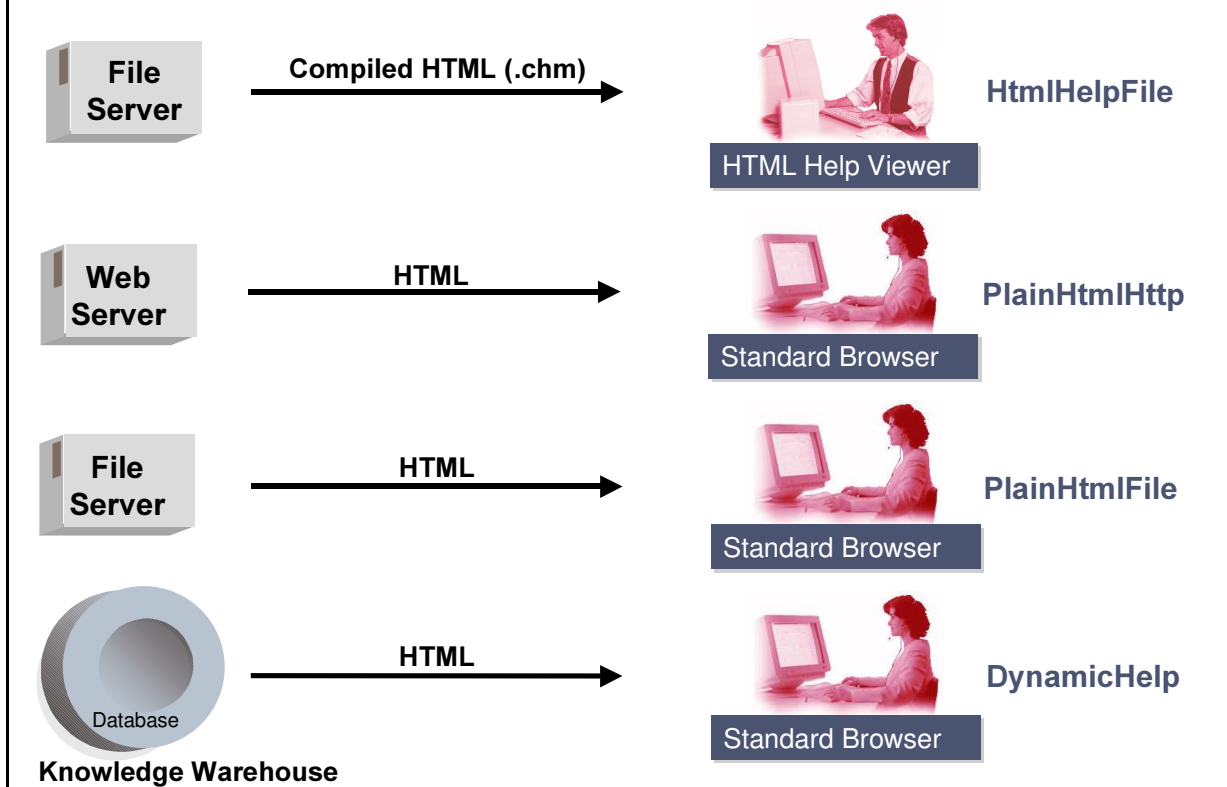 File
Server
Compiled HTML (.chm)
HTML Help Viewer
HtmlHelpFile
Web
Server
HTML
Standard Browser
PlainHtmlHttp
File
Server
HTML
Standard Browser
PlainHtmlFile
Database
Knowledge Warehouse
HTML
Standard Browser
DynamicHelp